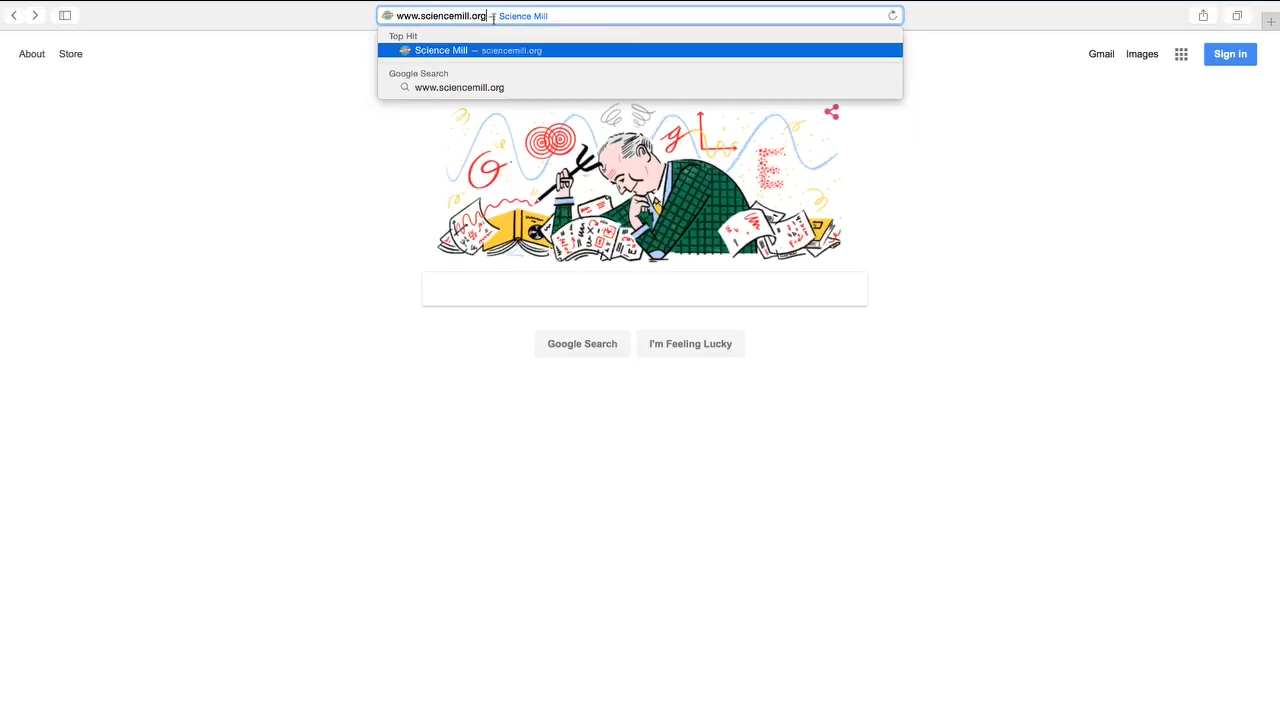 www.sciencemill.org — Science Mill
Top Hit
Science Mill — sciencemill.org
Google Search
www.sciencemill.org
About Store
Gmail Images Sign in
g
E
Google Search I'm Feeling Lucky